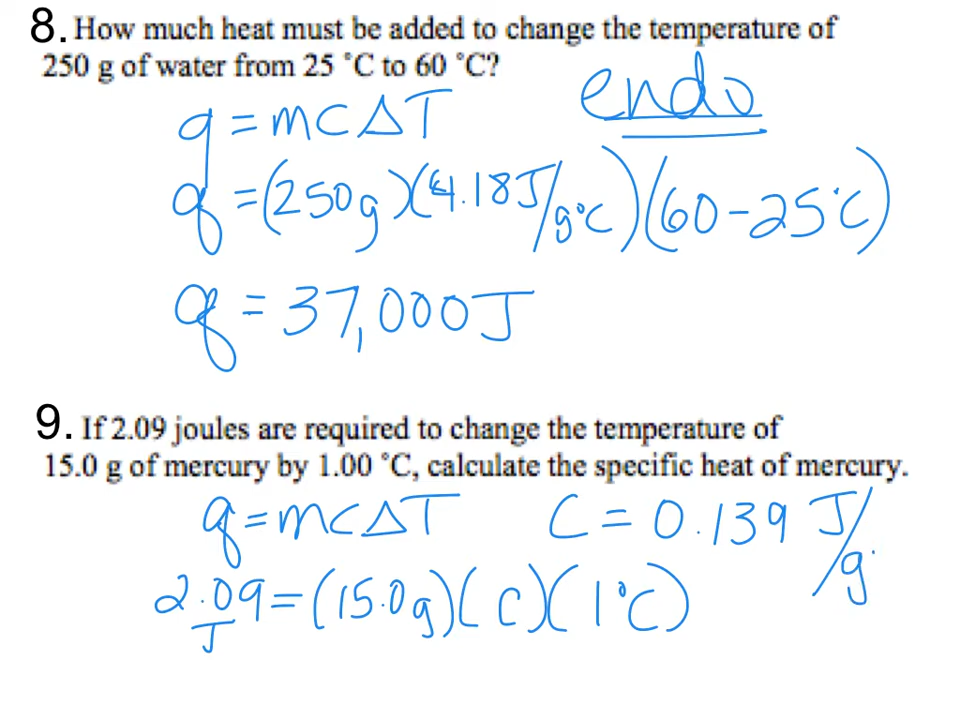 8. How much heat must be added to change the temperature of
250 g of water from 25 °C to 60 °C?
endo
q = mCΔT
q = (250g)(4.18J/g°C)(60-25°C)
q = 37,000J
9. If 2.09 joules are required to change the temperature of
15.0 g of mercury by 1.00 °C, calculate the specific heat of mercury.
q = mCΔT C = 0.139 J/g·
2.09 J = (15.0g)(C)(1°C)